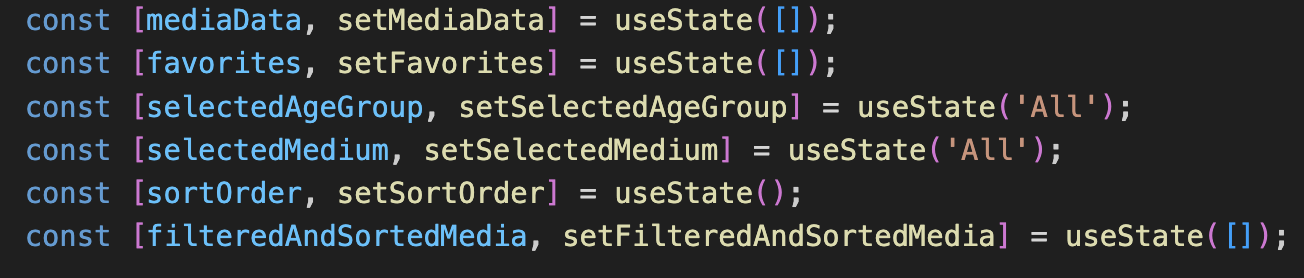 const [mediaData, setMediaData] = useState([]);
const [favorites, setFavorites] = useState([]);
const [selectedAgeGroup, setSelectedAgeGroup] = useState('All');
const [selectedMedium, setSelectedMedium] = useState('All');
const [sortOrder, setSortOrder] = useState();
const [filteredAndSortedMedia, setFilteredAndSortedMedia] = useState([]);